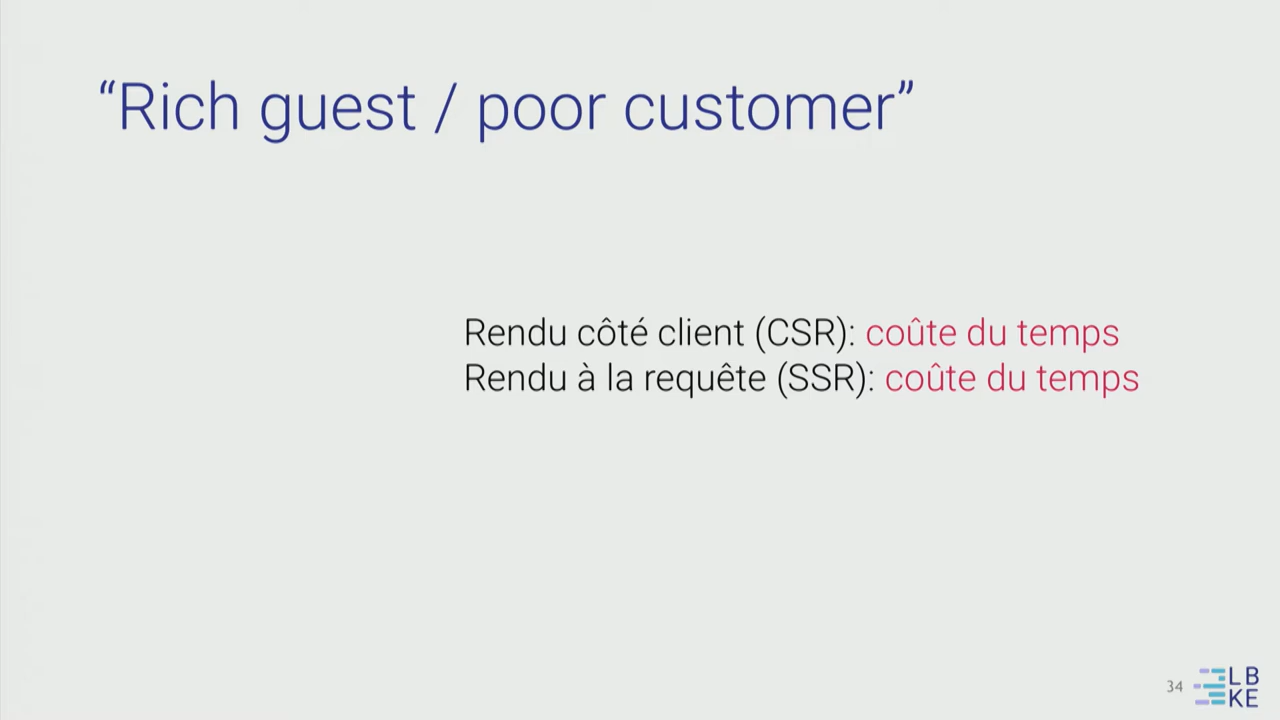 “Rich guest / poor customer”
Rendu côté client (CSR): coûte du temps
Rendu à la requête (SSR): coûte du temps
34
LB
KE